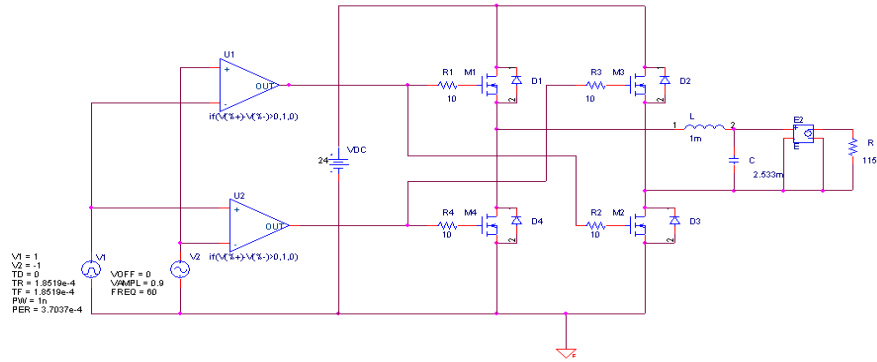 U1
+
-
OUT
if(V(%+)-V(%-)>0,1,0)
R1
10
M1
D1
2
R3
10
M3
D2
2
VDC
24
+
-
L
1
2
1m
C
2.533m
E2
+
-
E
R
115
U2
+
-
OUT
if(V(%+)-V(%-)>0,1,0)
R4
10
M4
D4
2
R2
10
M2
D3
2
V1
V1 = 1
V2 = -1
TD = 0
TR = 1.8519e-4
TF = 1.8519e-4
PW = 1n
PER = 3.7037e-4
V2
VOFF = 0
VAMPL = 0.9
FREQ = 60